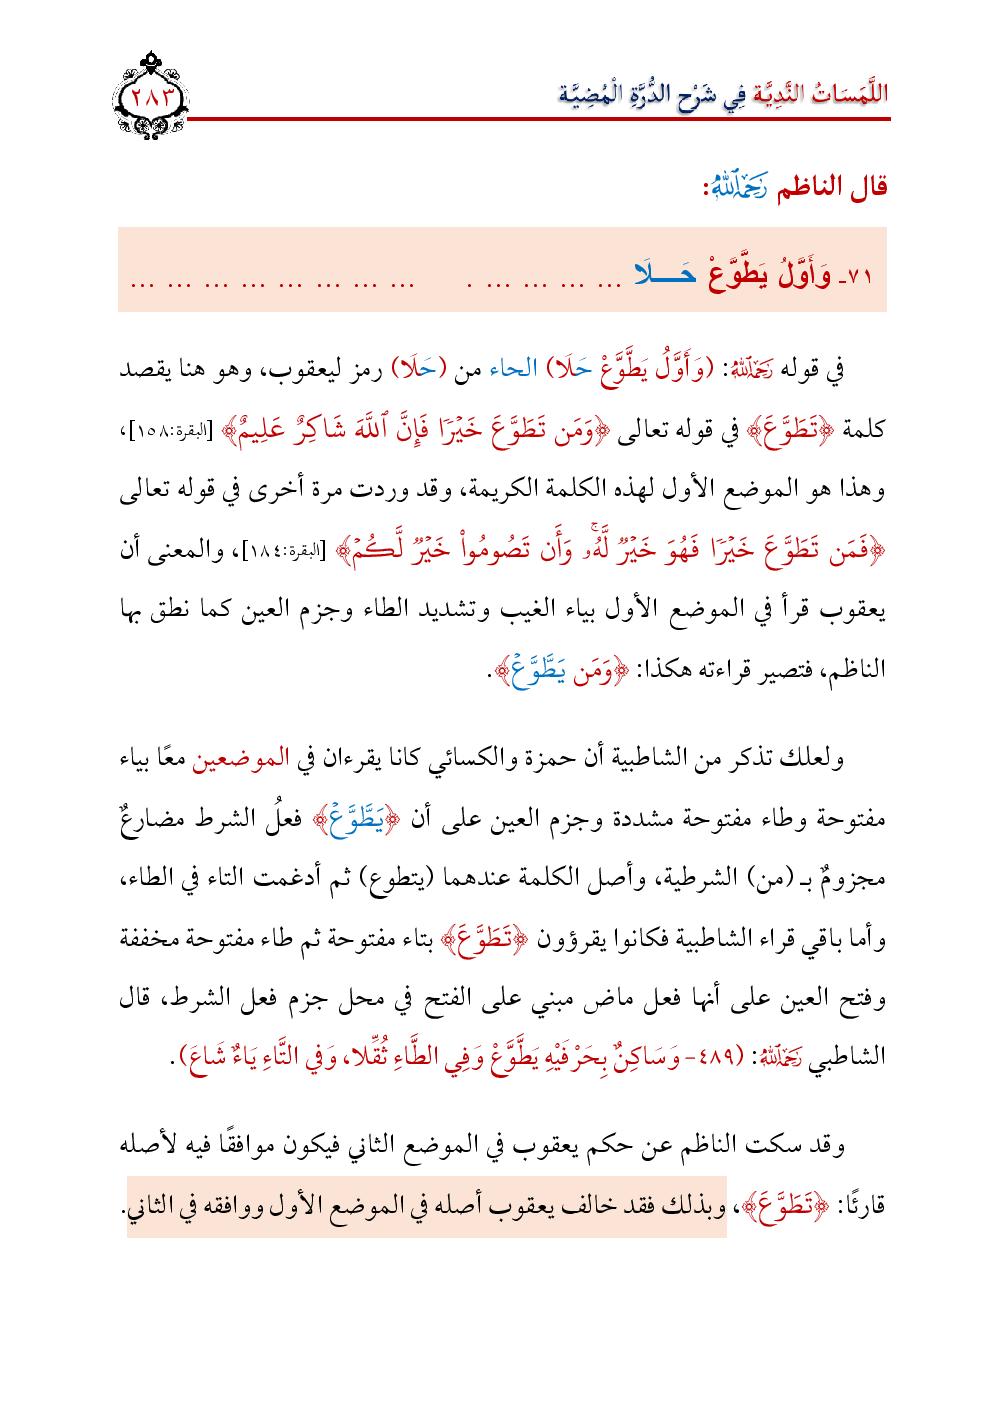 اللَّمَسَاتُ النَّدِيَّة فِي شَرْح الدُّرَّةِ الْمُضِيَّة
٢٨٣
قال الناظم رَحِمَهُ ٱللَّهُ:
٧١- وَأَوَّلُ يَطَّوَّعْ حَـــلَا ... ... ... ... . ... ... ... ... ... ... ... ...
في قوله رَحِمَهُ ٱللَّهُ: (وَأَوَّلُ يَطَّوَّعْ حَلَا) الحاء من (حَلَا) رمز ليعقوب، وهو هنا يقصد
كلمة ﴿تَطَوَّعَ﴾ في قوله تعالى ﴿وَمَن تَطَوَّعَ خَيْرًا فَإِنَّ ٱللَّهَ شَاكِرٌ عَلِيمٌ﴾ [البقرة:١٥٨]،
وهذا هو الموضع الأول لهذه الكلمة الكريمة، وقد وردت مرة أخرى في قوله تعالى
﴿فَمَن تَطَوَّعَ خَيْرًا فَهُوَ خَيْرٌ لَّهُۥۚ وَأَن تَصُومُوا۟ خَيْرٌ لَّكُمْ﴾ [البقرة:١٨٤]، والمعنى أن
يعقوب قرأ في الموضع الأول بياء الغيب وتشديد الطاء وجزم العين كما نطق بها
الناظم، فتصير قراءته هكذا: ﴿وَمَن يَطَّوَّعْ﴾.
ولعلك تذكر من الشاطبية أن حمزة والكسائي كانا يقرءان في الموضعين معًا بياء
مفتوحة وطاء مفتوحة مشددة وجزم العين على أن ﴿يَطَّوَّعْ﴾ فعلُ الشرط مضارعٌ
مجزومٌ بـ (من) الشرطية، وأصل الكلمة عندهما (يتطوع) ثم أدغمت التاء في الطاء،
وأما باقي قراء الشاطبية فكانوا يقرؤون ﴿تَطَوَّعَ﴾ بتاء مفتوحة ثم طاء مفتوحة مخففة
وفتح العين على أنها فعل ماض مبني على الفتح في محل جزم فعل الشرط، قال
الشاطبي رَحِمَهُ ٱللَّهُ: (٤٨٩- وَسَاكِنٌ بِحَرْفَيْهِ يَطَّوَّعْ وَفِي الطَّاءِ ثُقِّلا، وَفي التَّاءِ يَاءٌ شَاعَ).
وقد سكت الناظم عن حكم يعقوب في الموضع الثاني فيكون موافقًا فيه لأصله
قارئًا: ﴿تَطَوَّعَ﴾، وبذلك فقد خالف يعقوب أصله في الموضع الأول ووافقه في الثاني.